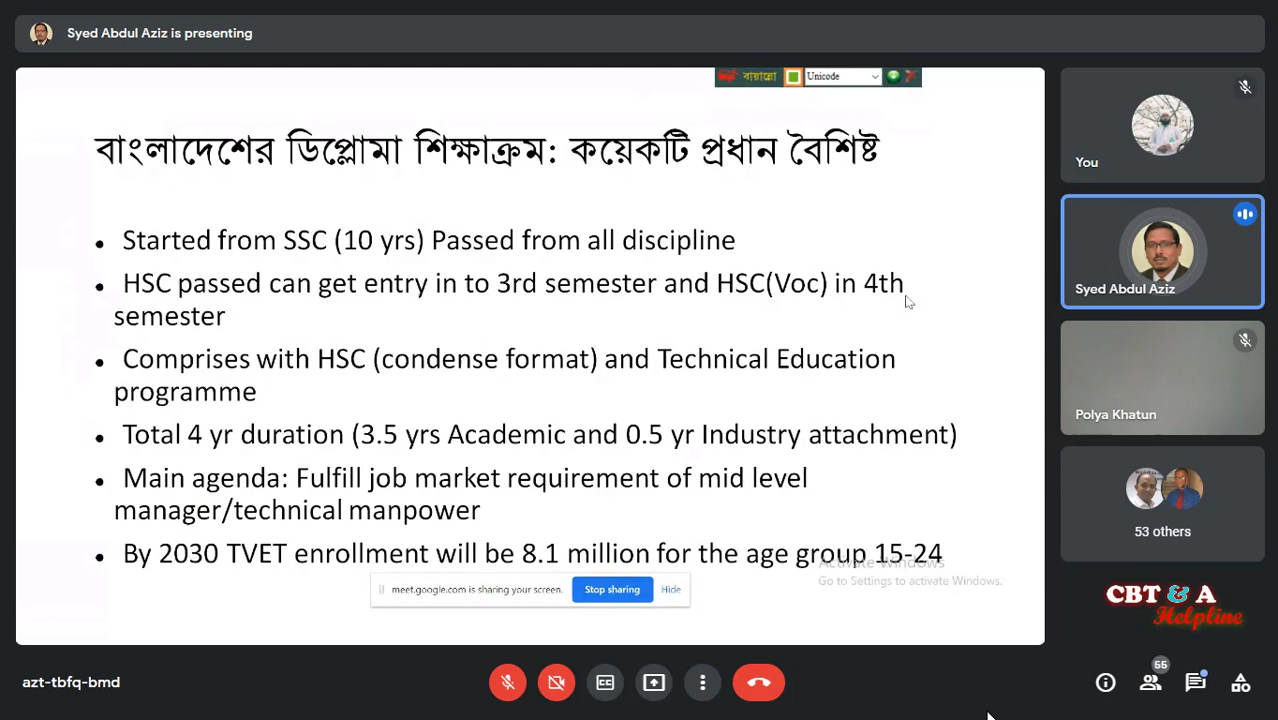 Syed Abdul Aziz is presenting
বায়ান্নো
Unicode
বাংলাদেশের ডিপ্লোমা শিক্ষাক্রম: কয়েকটি প্রধান বৈশিষ্ট
• Started from SSC (10 yrs) Passed from all discipline
• HSC passed can get entry in to 3rd semester and HSC(Voc) in 4th
semester
• Comprises with HSC (condense format) and Technical Education
programme
• Total 4 yr duration (3.5 yrs Academic and 0.5 yr Industry attachment)
• Main agenda: Fulfill job market requirement of mid level
manager/technical manpower
• By 2030 TVET enrollment will be 8.1 million for the age group 15-24
Activate Windows
Go to Settings to activate Windows.
meet.google.com is sharing your screen.
Stop sharing
Hide
You
Syed Abdul Aziz
Polya Khatun
53 others
CBT & A
Helpline
azt-tbfq-bmd
CC
55